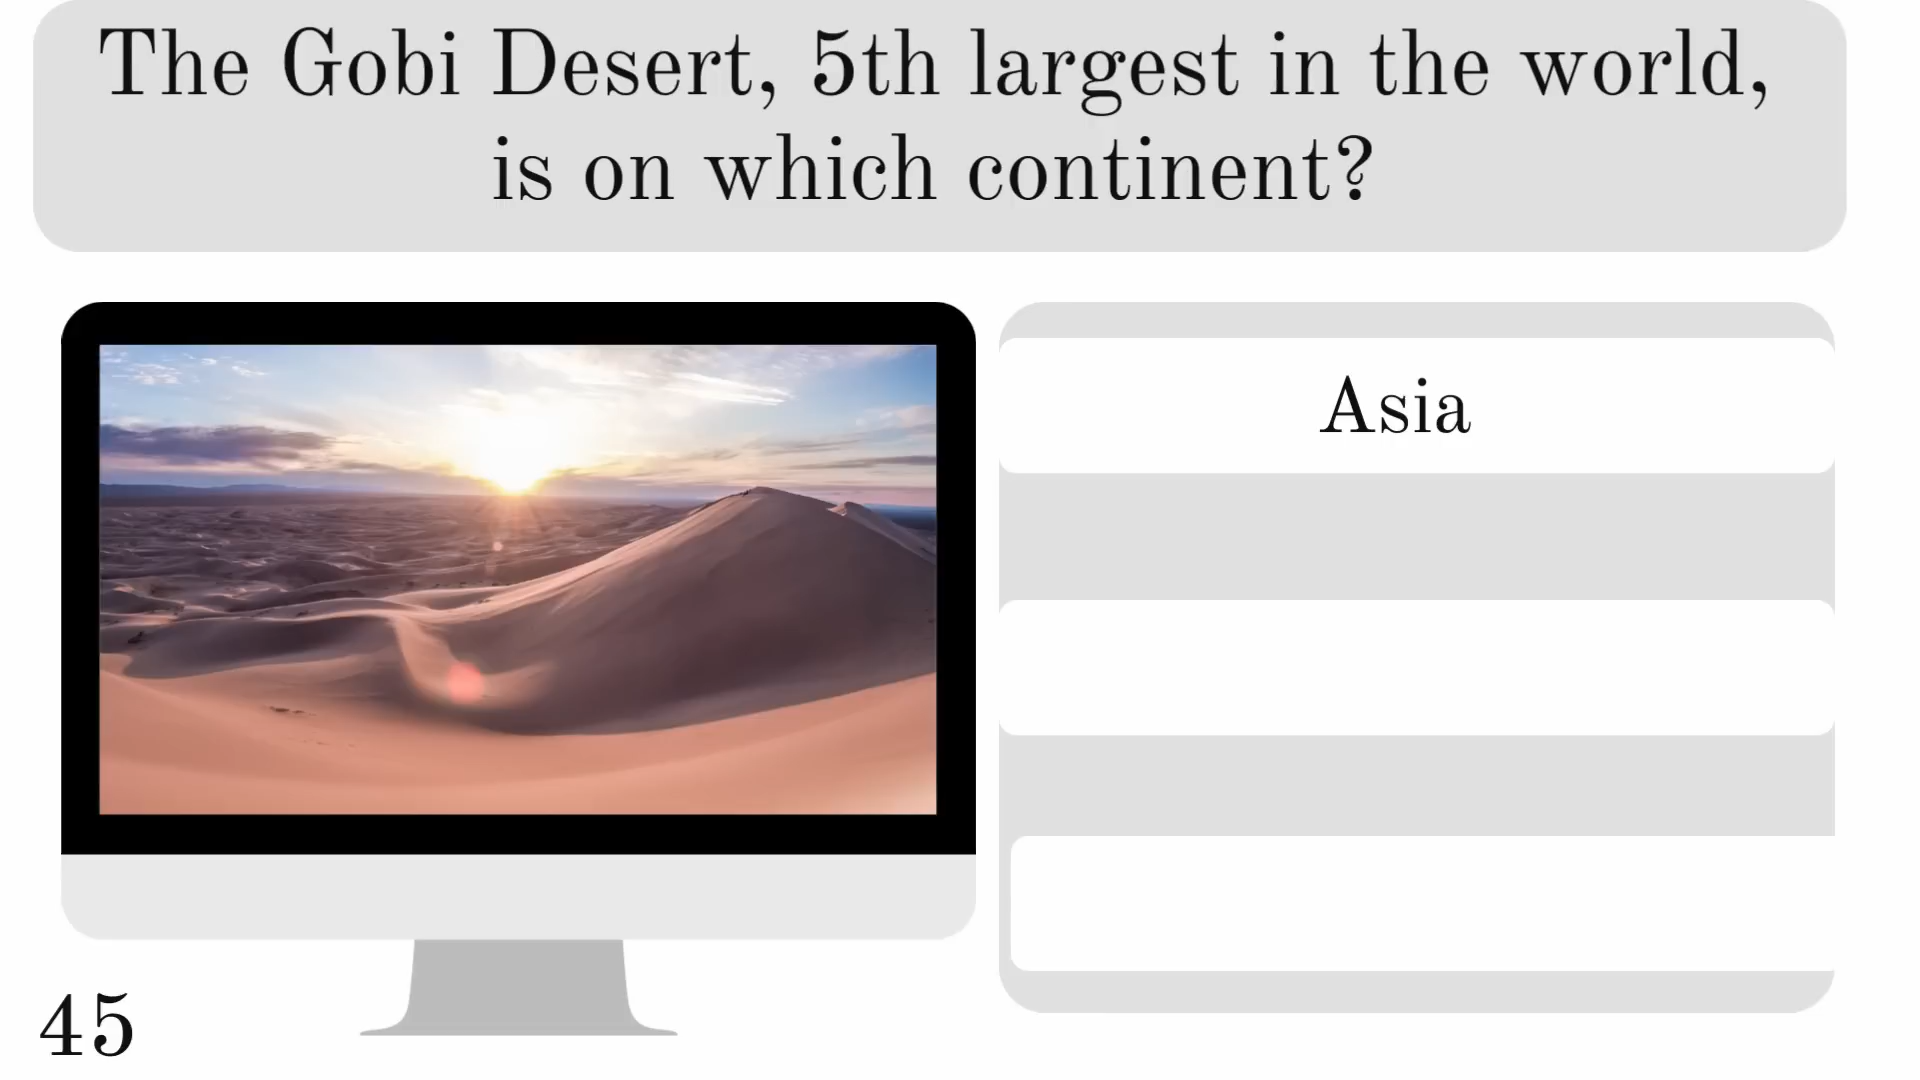 The Gobi Desert, 5th largest in the world,
is on which continent?
Asia
45